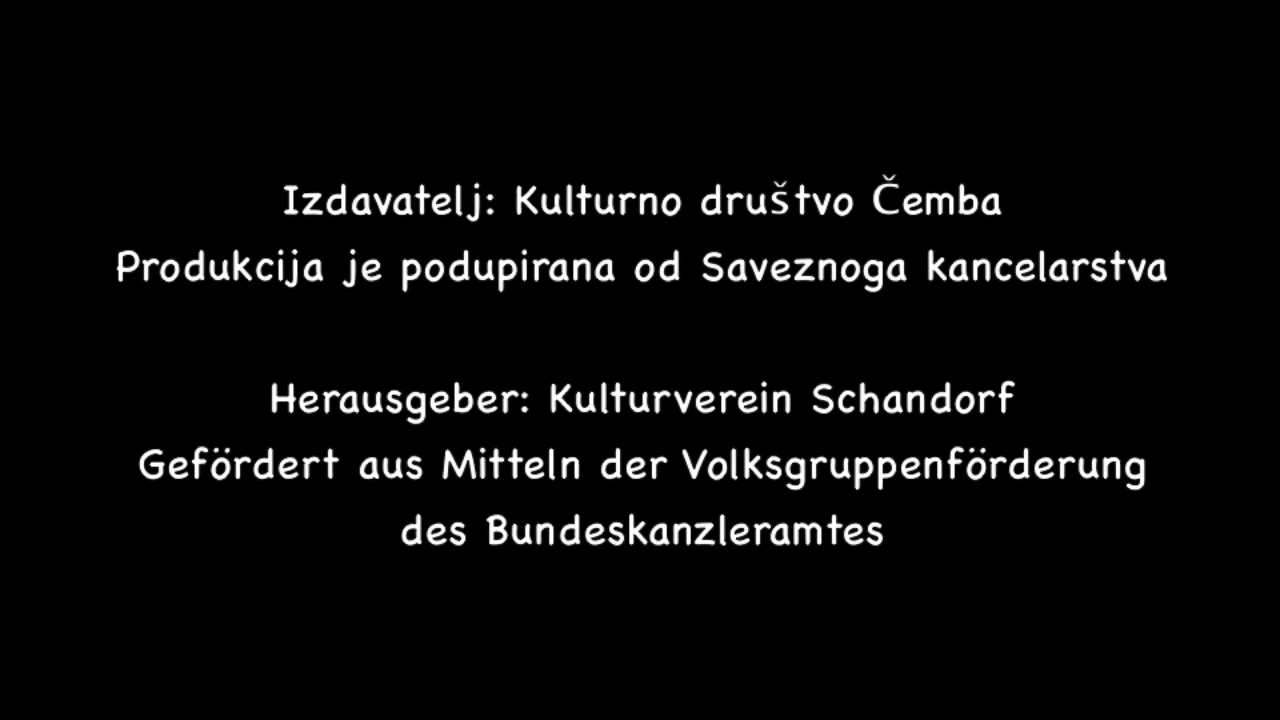 Izdavatelj: Kulturno društvo Čemba
Produkcija je podupirana od Saveznoga kancelarstva
Herausgeber: Kulturverein Schandorf
Gefördert aus Mitteln der Volksgruppenförderung
des Bundeskanzleramtes